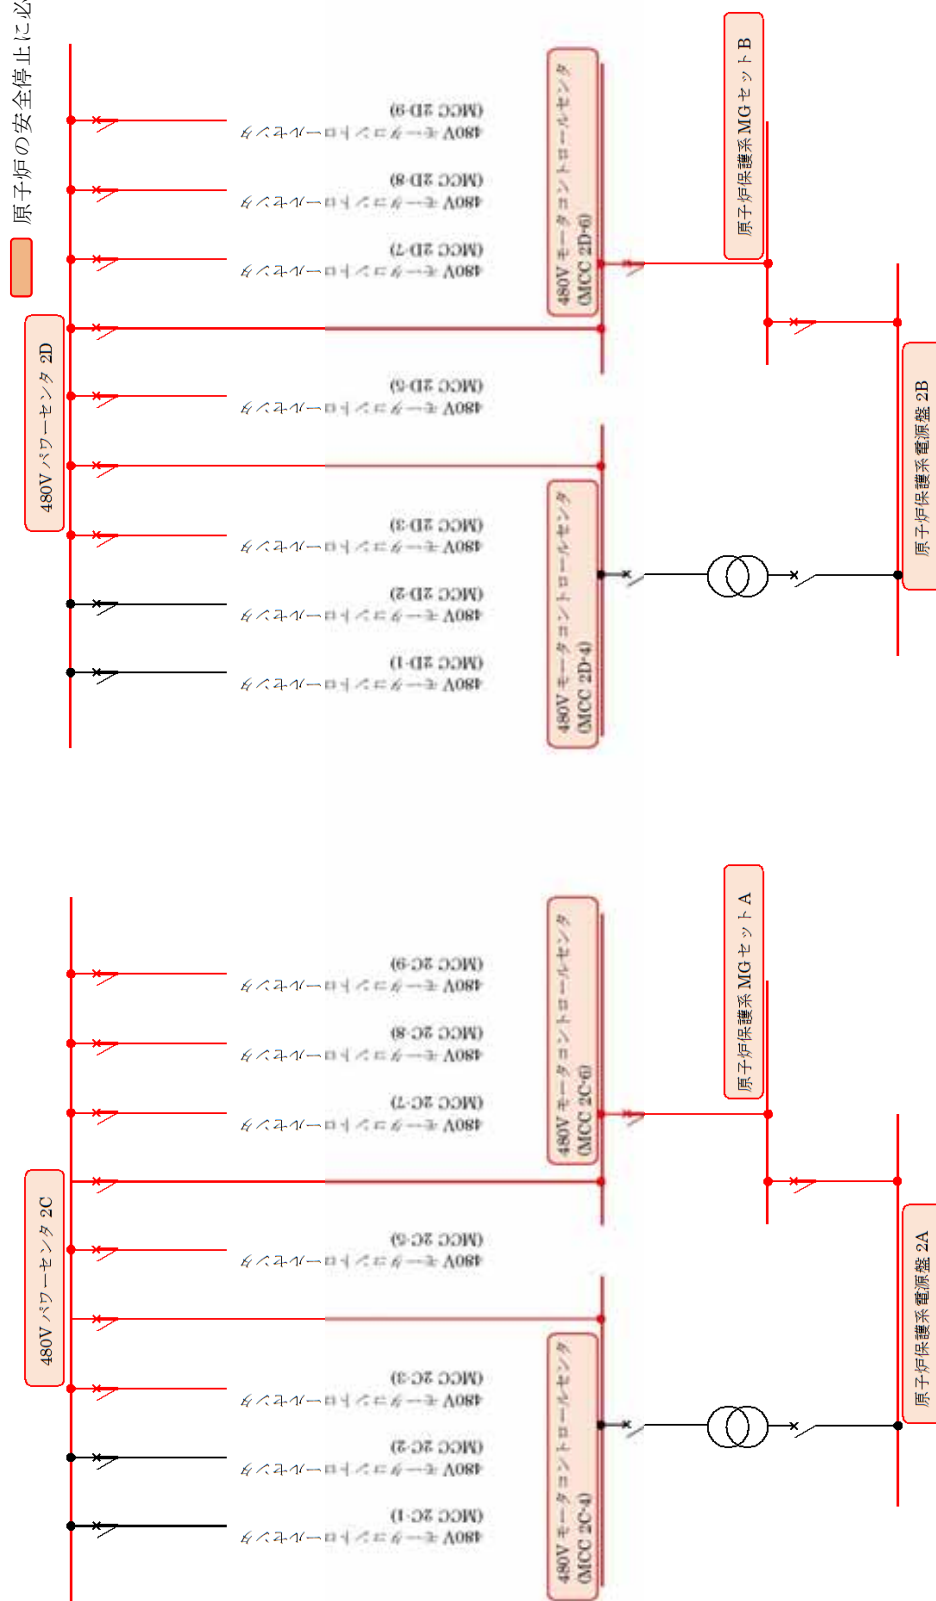 原子炉の安全停止に必
480V パワーセンタ 2C
480V モータコントロールセンタ
(MCC 2C-1)
480V モータコントロールセンタ
(MCC 2C-2)
480V モータコントロールセンタ
(MCC 2C-3)
480V モータコントロールセンタ
(MCC 2C-5)
480V モータコントロールセンタ
(MCC 2C-7)
480V モータコントロールセンタ
(MCC 2C-8)
480V モータコントロールセンタ
(MCC 2C-9)
480V モータコントロールセンタ
(MCC 2C-4)
480V モータコントロールセンタ
(MCC 2C-6)
原子炉保護系 MG セット A
原子炉保護系電源盤 2A
480V パワーセンタ 2D
480V モータコントロールセンタ
(MCC 2D-1)
480V モータコントロールセンタ
(MCC 2D-2)
480V モータコントロールセンタ
(MCC 2D-3)
480V モータコントロールセンタ
(MCC 2D-5)
480V モータコントロールセンタ
(MCC 2D-7)
480V モータコントロールセンタ
(MCC 2D-8)
480V モータコントロールセンタ
(MCC 2D-9)
480V モータコントロールセンタ
(MCC 2D-4)
480V モータコントロールセンタ
(MCC 2D-6)
原子炉保護系 MG セット B
原子炉保護系電源盤 2B